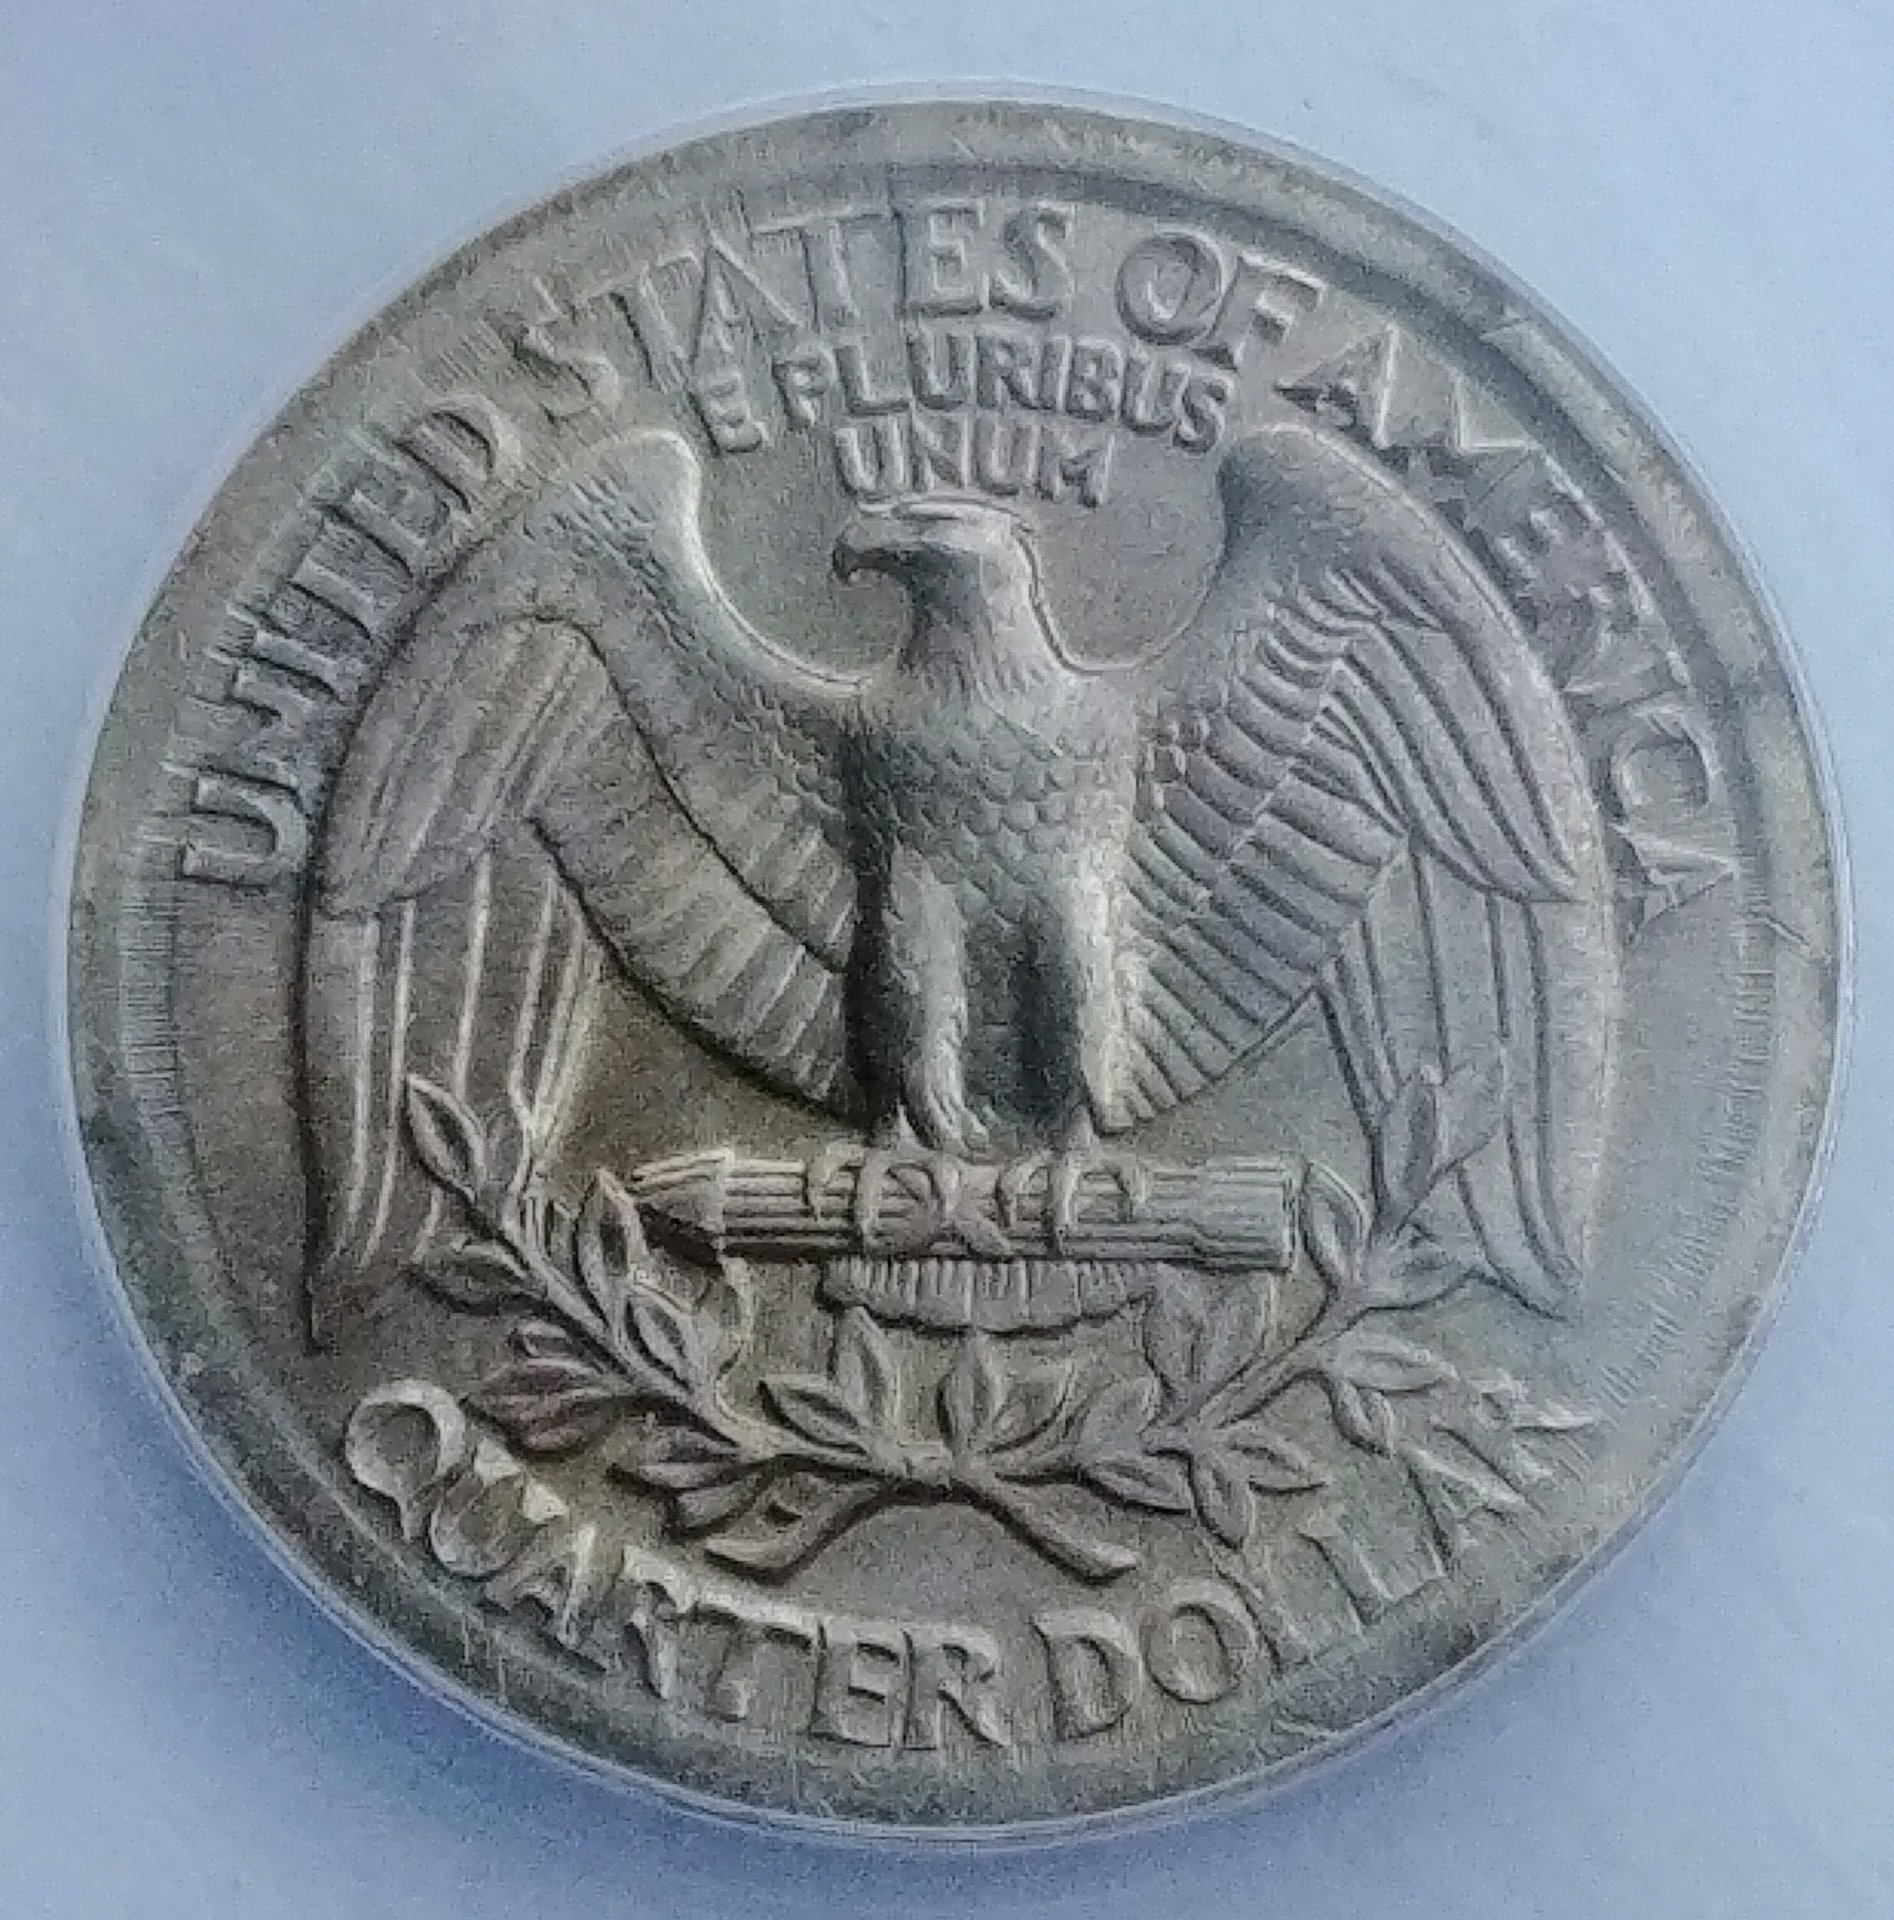 UNITED STATES OF AMERICA
E PLURIBUS
UNUM
QUARTER DOLLAR